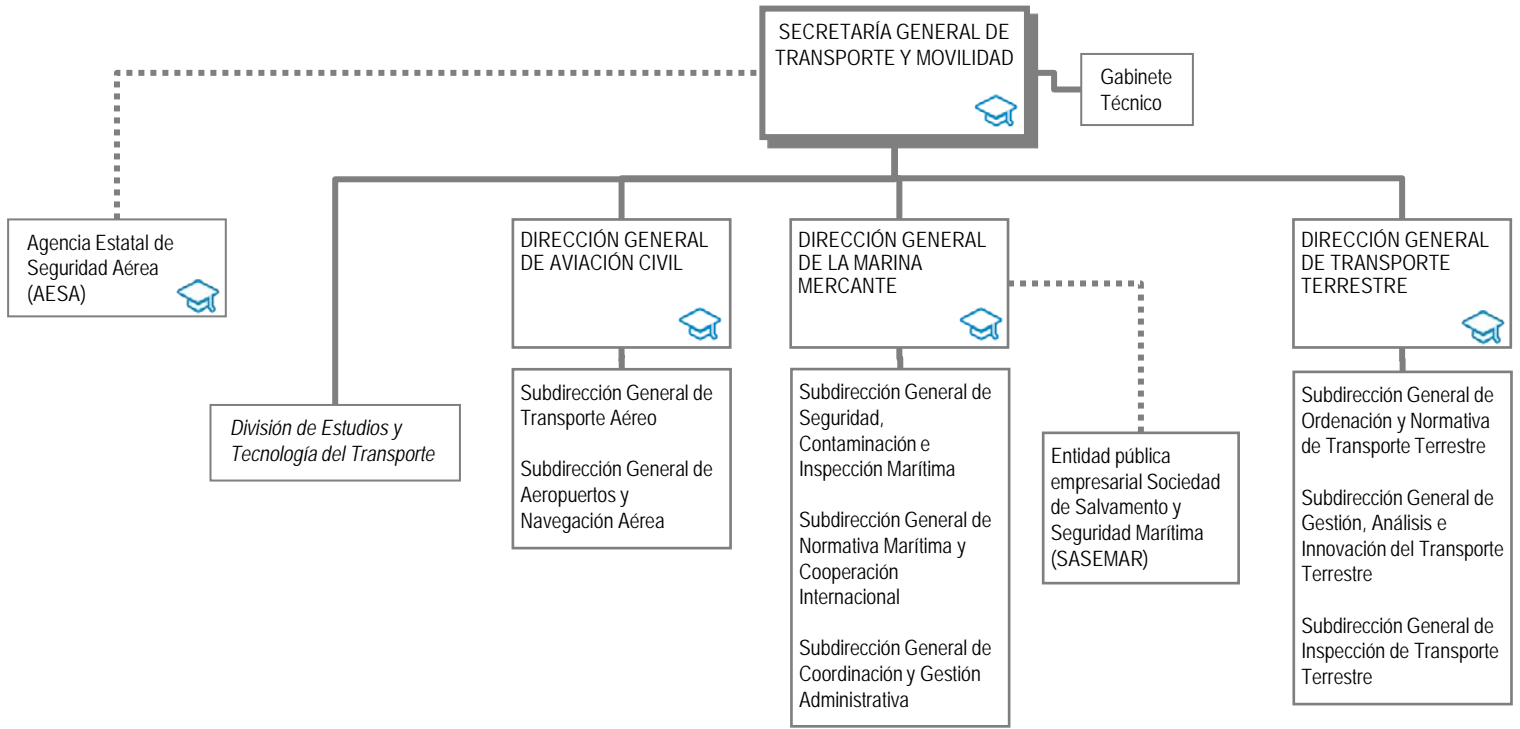 SECRETARÍA GENERAL DE
TRANSPORTE Y MOVILIDAD
Gabinete
Técnico
Agencia Estatal de
Seguridad Aérea
(AESA)
DIRECCIÓN GENERAL
DE AVIACIÓN CIVIL
DIRECCIÓN GENERAL
DE LA MARINA
MERCANTE
DIRECCIÓN GENERAL
DE TRANSPORTE
TERRESTRE
División de Estudios y
Tecnología del Transporte
Subdirección General de
Transporte Aéreo
Subdirección General de
Aeropuertos y
Navegación Aérea
Subdirección General de
Seguridad,
Contaminación e
Inspección Marítima
Subdirección General de
Normativa Marítima y
Cooperación
Internacional
Subdirección General de
Coordinación y Gestión
Administrativa
Entidad pública
empresarial Sociedad
de Salvamento y
Seguridad Marítima
(SASEMAR)
Subdirección General de
Ordenación y Normativa
de Transporte Terrestre
Subdirección General de
Gestión, Análisis e
Innovación del Transporte
Terrestre
Subdirección General de
Inspección de Transporte
Terrestre